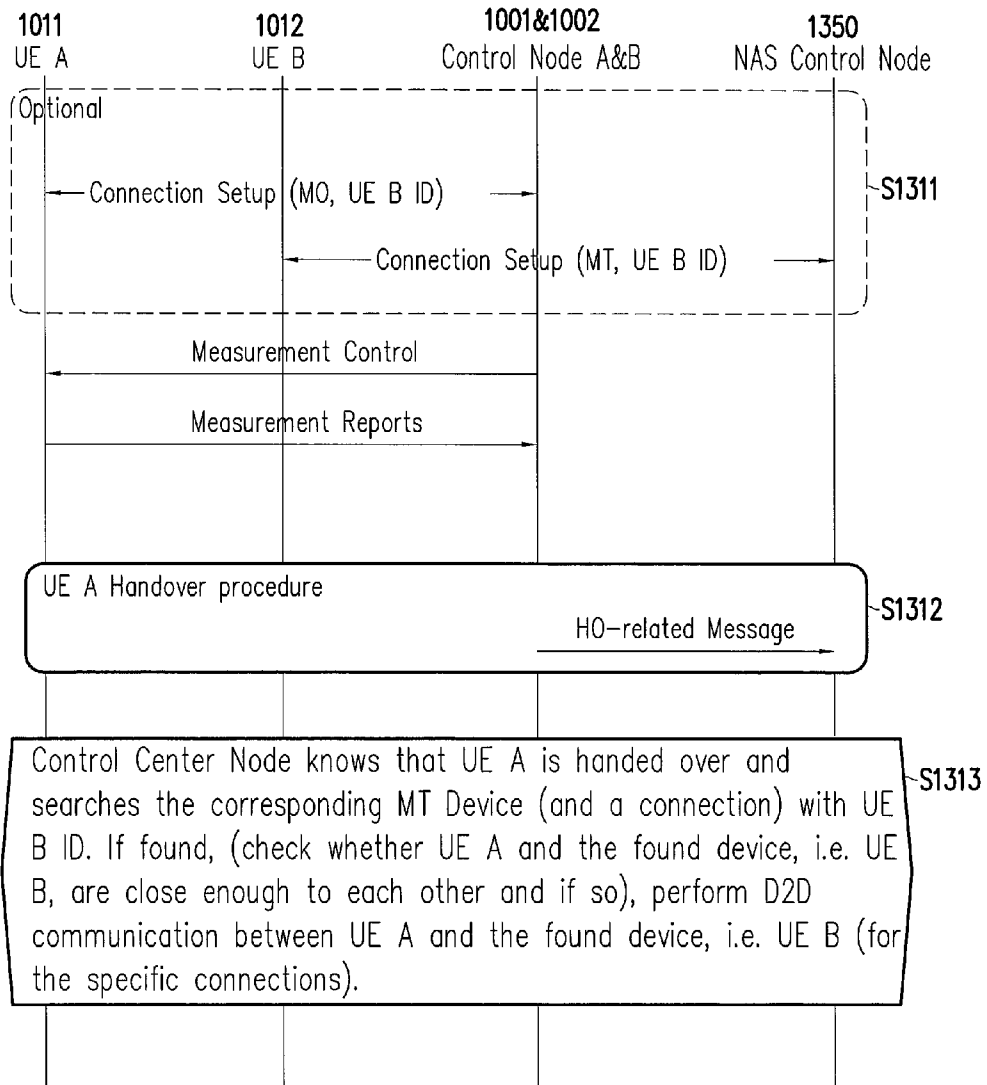 1011 1012 1001&1002 1350
UE A UE B Control Node A&B NAS Control Node
Optional
Connection Setup (MO, UE B ID)
S1311
Connection Setup (MT, UE B ID)
Measurement Control
Measurement Reports
UE A Handover procedure
S1312
HO-related Message
Control Center Node knows that UE A is handed over and
S1313
searches the corresponding MT Device (and a connection) with UE
B ID. If found, (check whether UE A and the found device, i.e. UE
B, are close enough to each other and if so), perform D2D
communication between UE A and the found device, i.e. UE B (for
the specific connections).